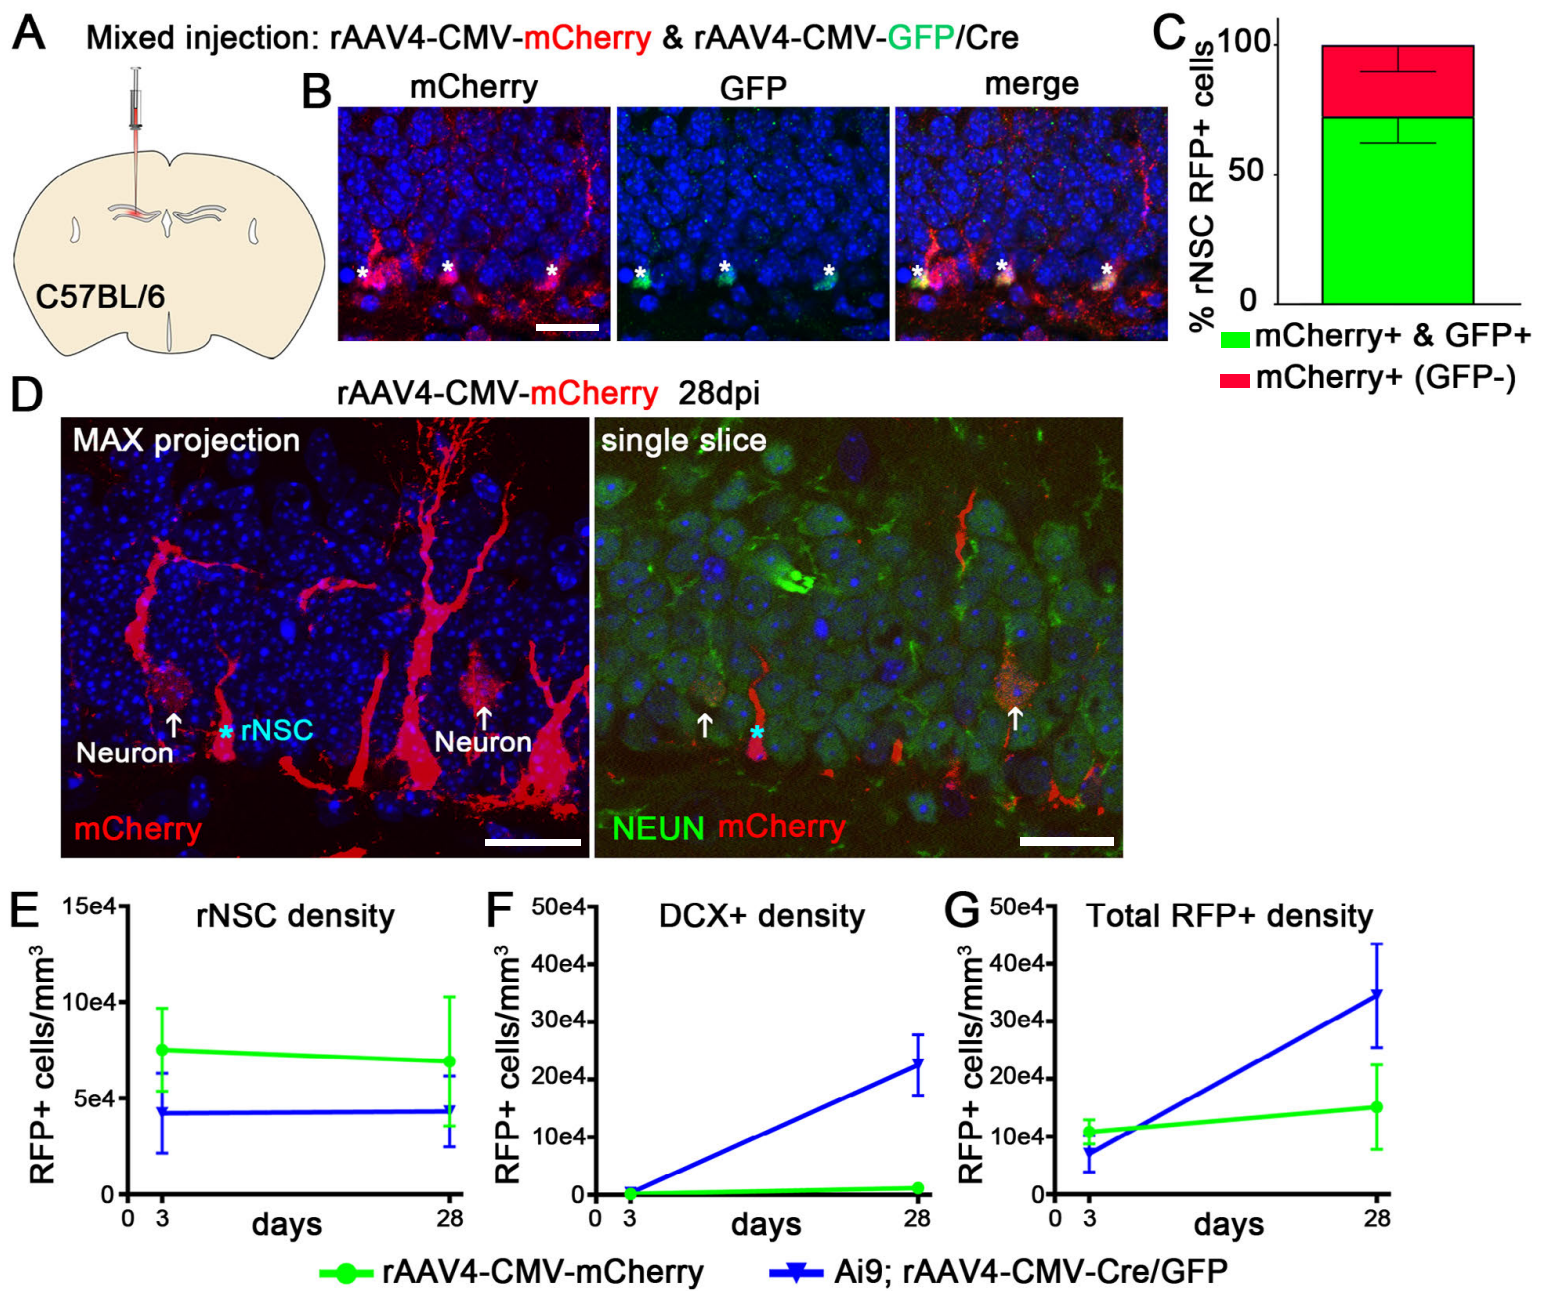 A
Mixed injection: rAAV4-CMV-mCherry & rAAV4-CMV-GFP/Cre
C57BL/6
B
mCherry
GFP
merge
*
*
*
*
*
*
*
*
*
C
% rNSC RFP+ cells
100
50
0
mCherry+ & GFP+
mCherry+ (GFP-)
D
rAAV4-CMV-mCherry 28dpi
MAX projection
* rNSC
Neuron
Neuron
mCherry
single slice
*
NEUN mCherry
E
rNSC density
RFP+ cells/mm³
15e4
10e4
5e4
0
0 3 28
days
F
DCX+ density
RFP+ cells/mm³
50e4
40e4
30e4
20e4
10e4
0
0 3 28
days
G
Total RFP+ density
RFP+ cells/mm³
50e4
40e4
30e4
20e4
10e4
0
0 3 28
days
rAAV4-CMV-mCherry
Ai9; rAAV4-CMV-Cre/GFP